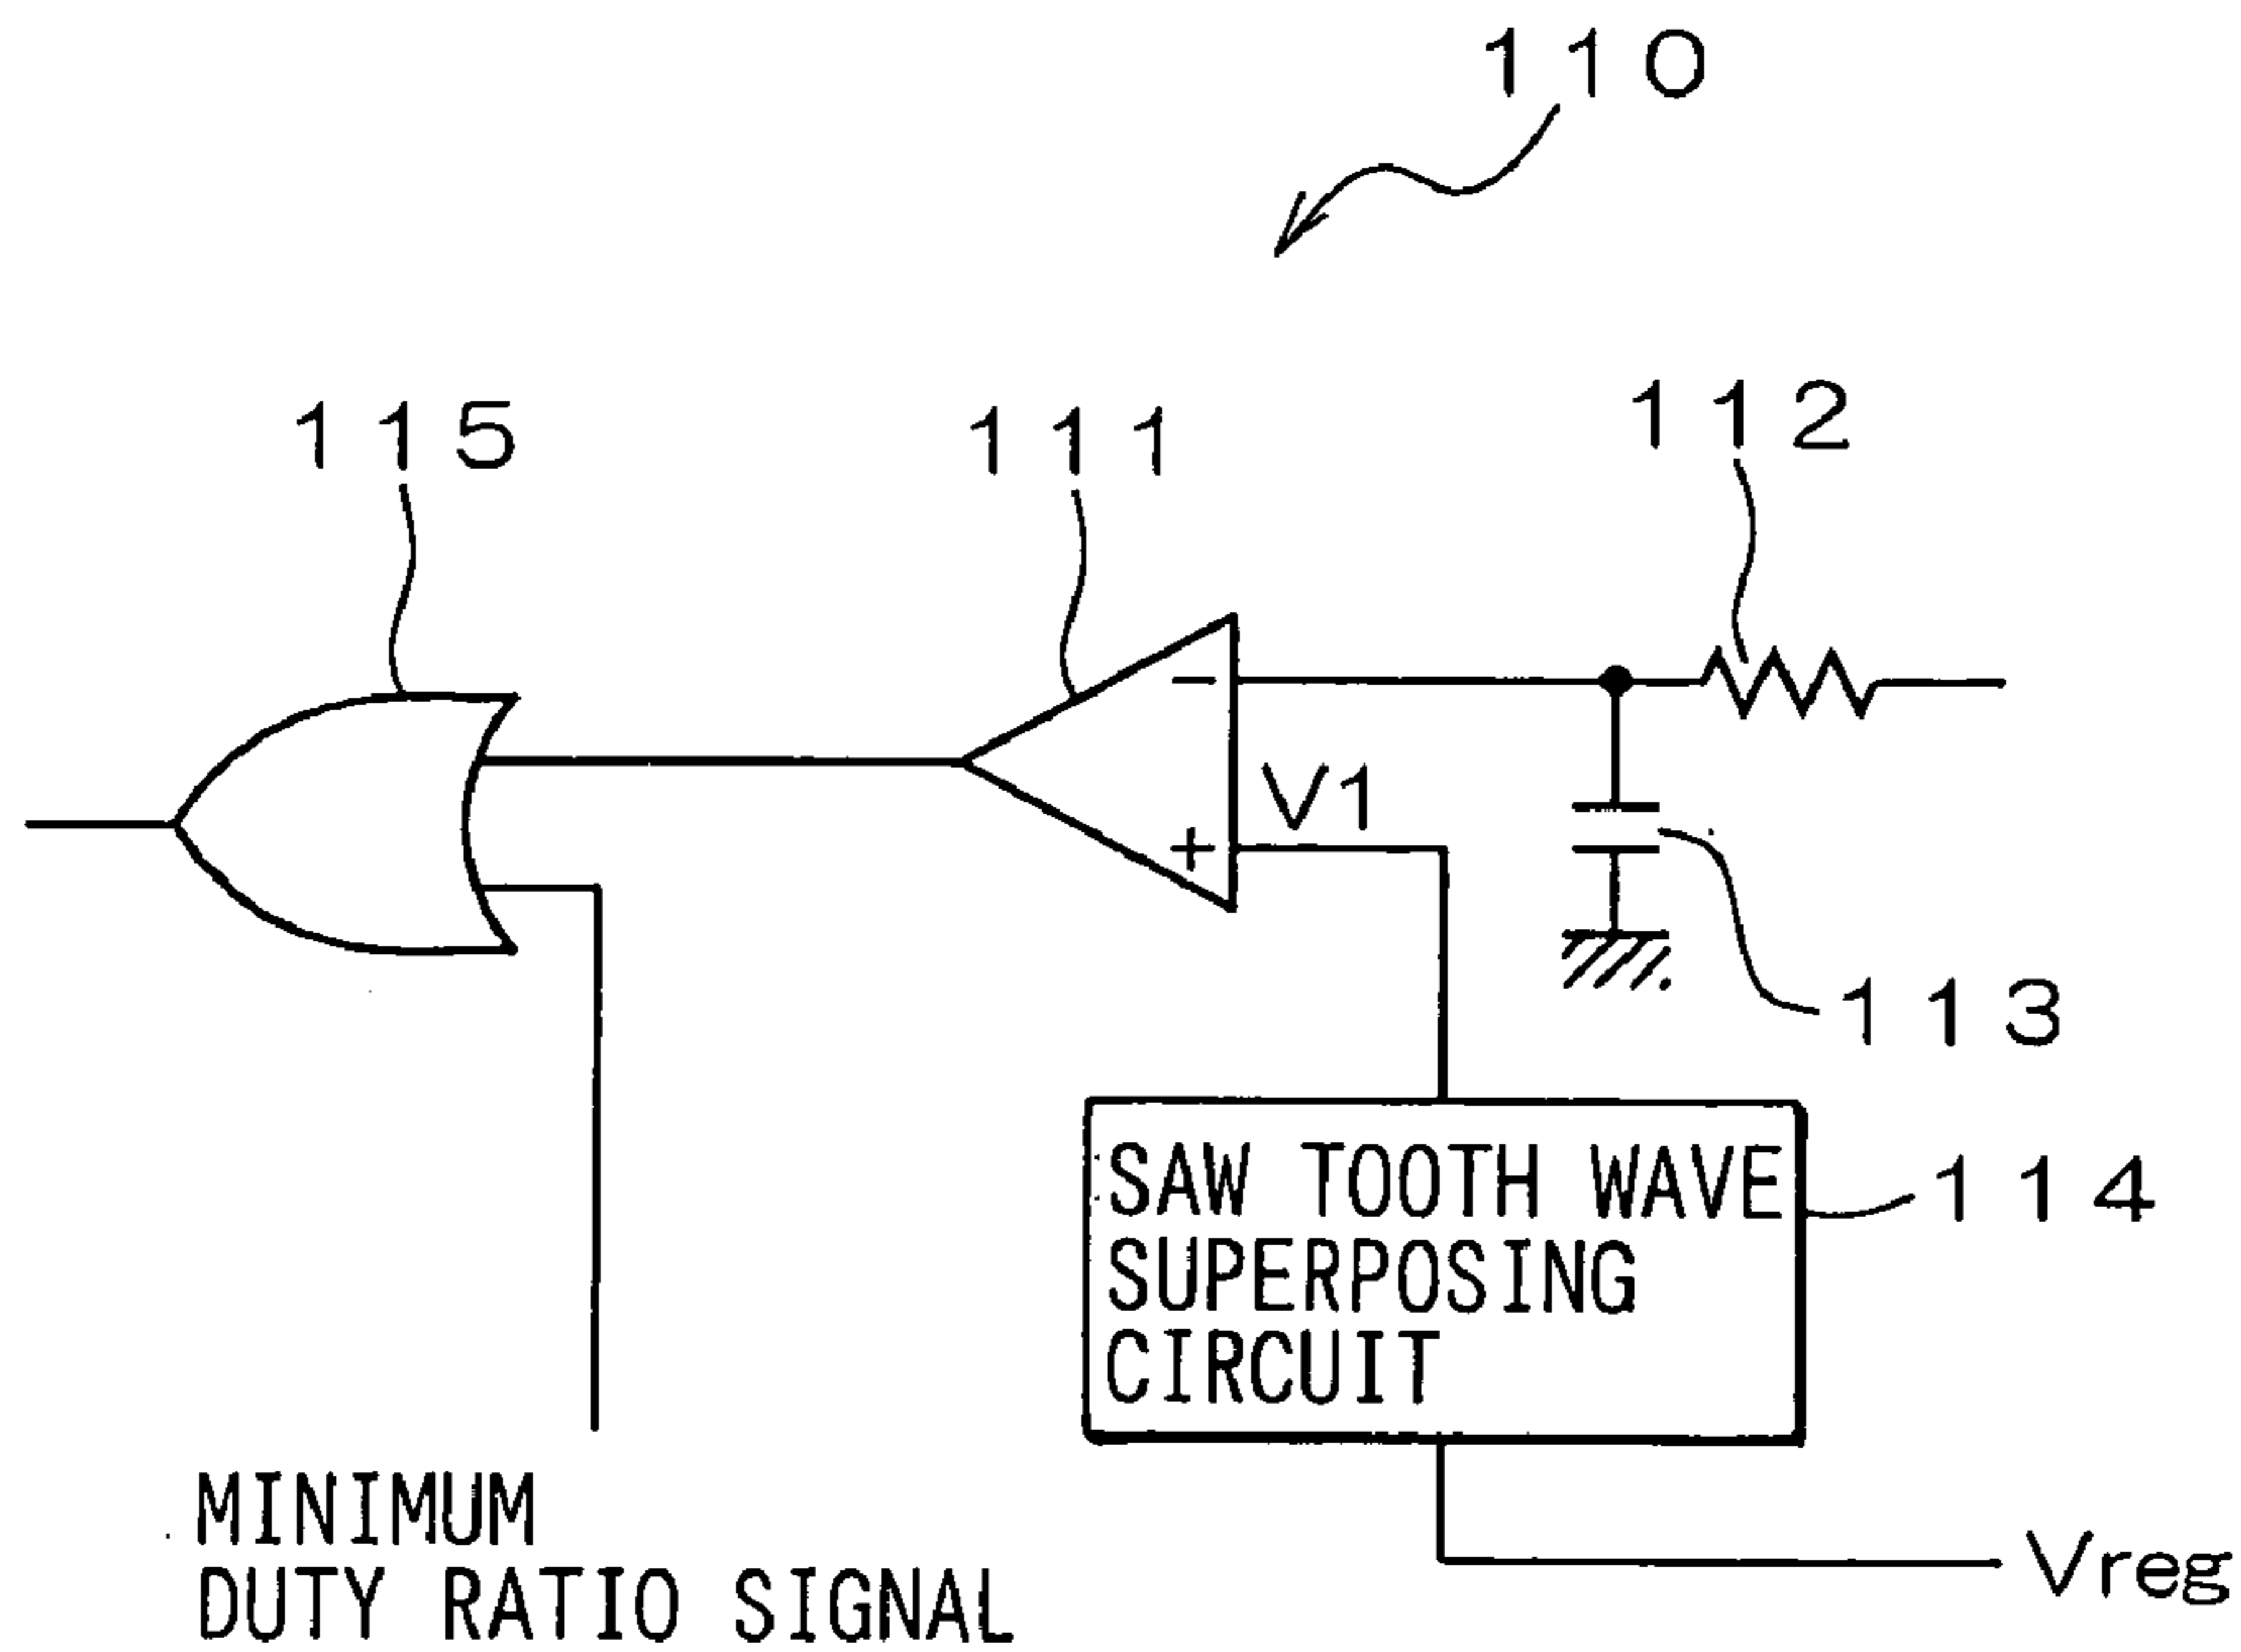 110
115
111
112
-
V1
+
113
SAW TOOTH WAVE
SUPERPOSING
CIRCUIT
114
MINIMUM
DUTY RATIO SIGNAL
Vreg